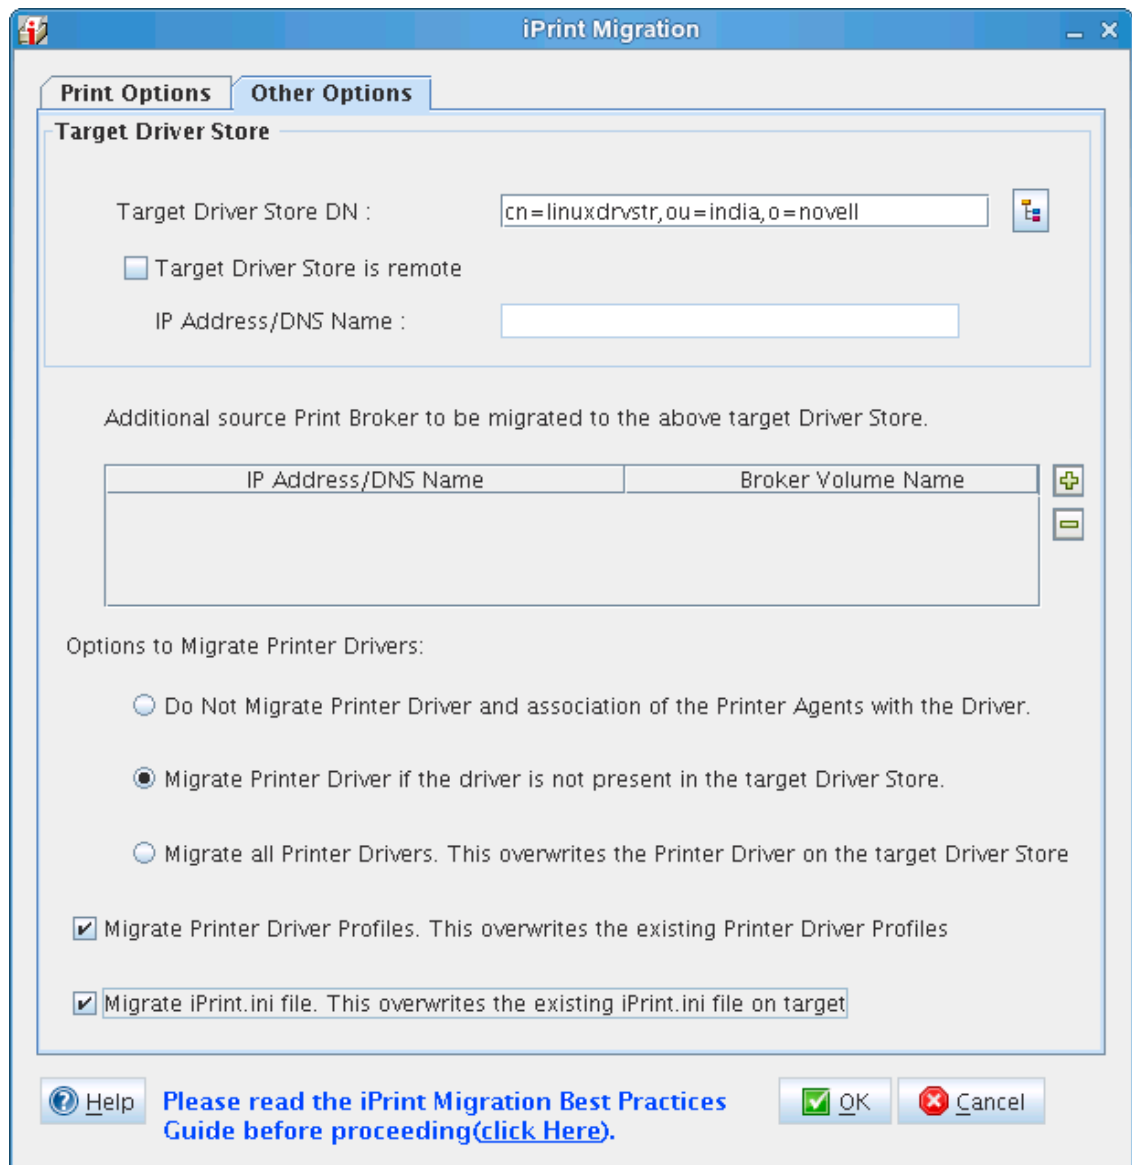 iPrint Migration
Print Options
Other Options
Target Driver Store
Target Driver Store DN :
cn=linuxdrvstr,ou=india,o=novell
Target Driver Store is remote
IP Address/DNS Name :
Additional source Print Broker to be migrated to the above target Driver Store.
IP Address/DNS Name
Broker Volume Name
Options to Migrate Printer Drivers:
Do Not Migrate Printer Driver and association of the Printer Agents with the Driver.
Migrate Printer Driver if the driver is not present in the target Driver Store.
Migrate all Printer Drivers. This overwrites the Printer Driver on the target Driver Store
Migrate Printer Driver Profiles. This overwrites the existing Printer Driver Profiles
Migrate iPrint.ini file. This overwrites the existing iPrint.ini file on target
Help
Please read the iPrint Migration Best Practices
Guide before proceeding(click Here).
OK
Cancel